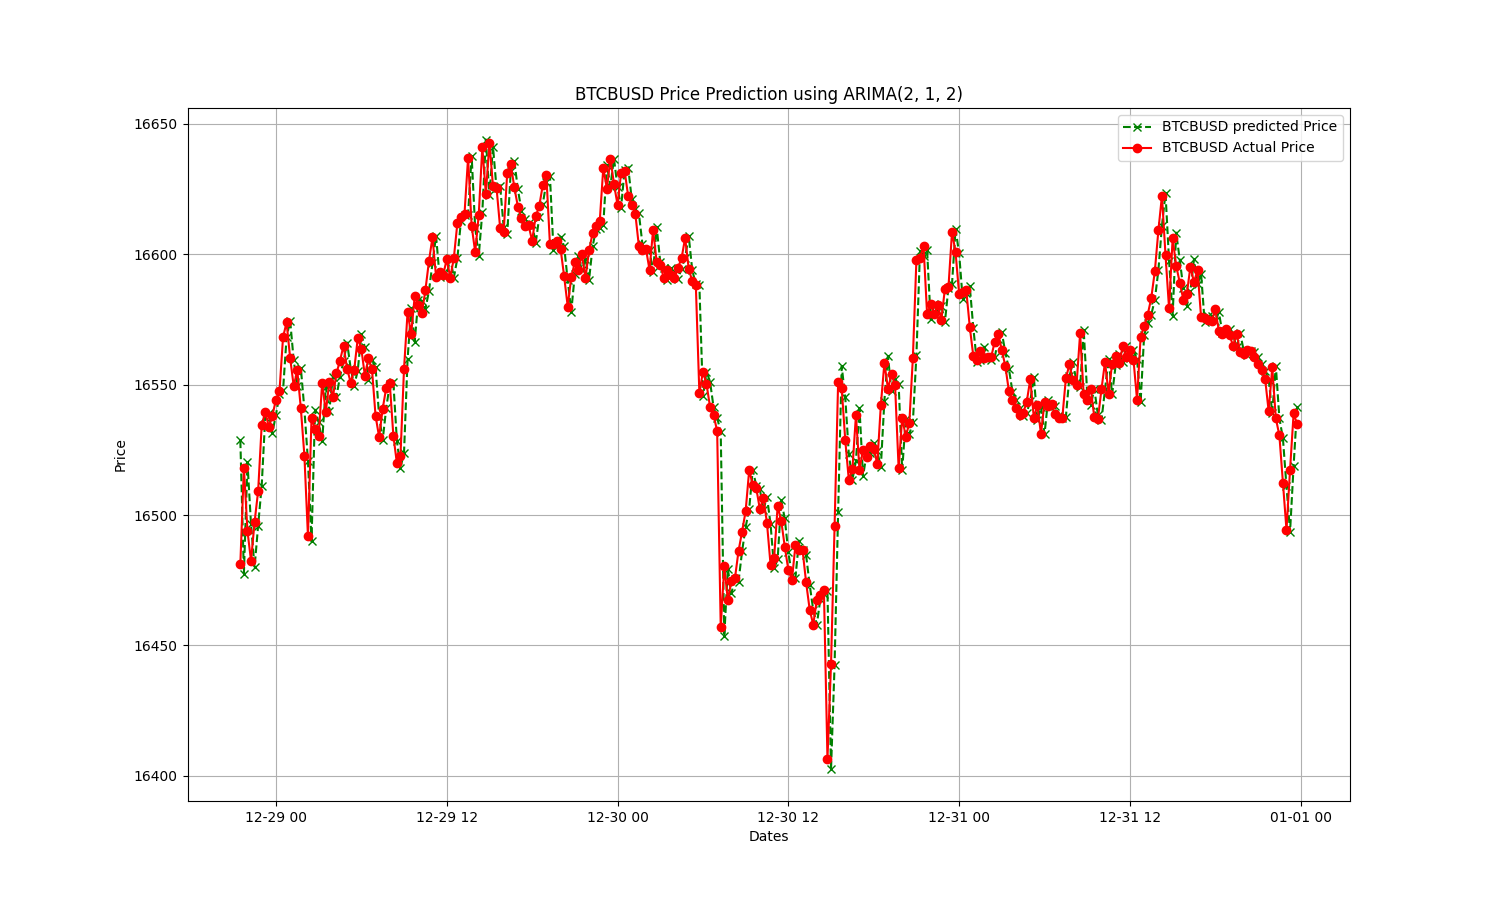 BTCBUSD Price Prediction using ARIMA(2, 1, 2)
BTCBUSD predicted Price
BTCBUSD Actual Price
16650
16600
16550
16500
16450
16400
Price
12-29 00
12-29 12
12-30 00
12-30 12
12-31 00
12-31 12
01-01 00
Dates